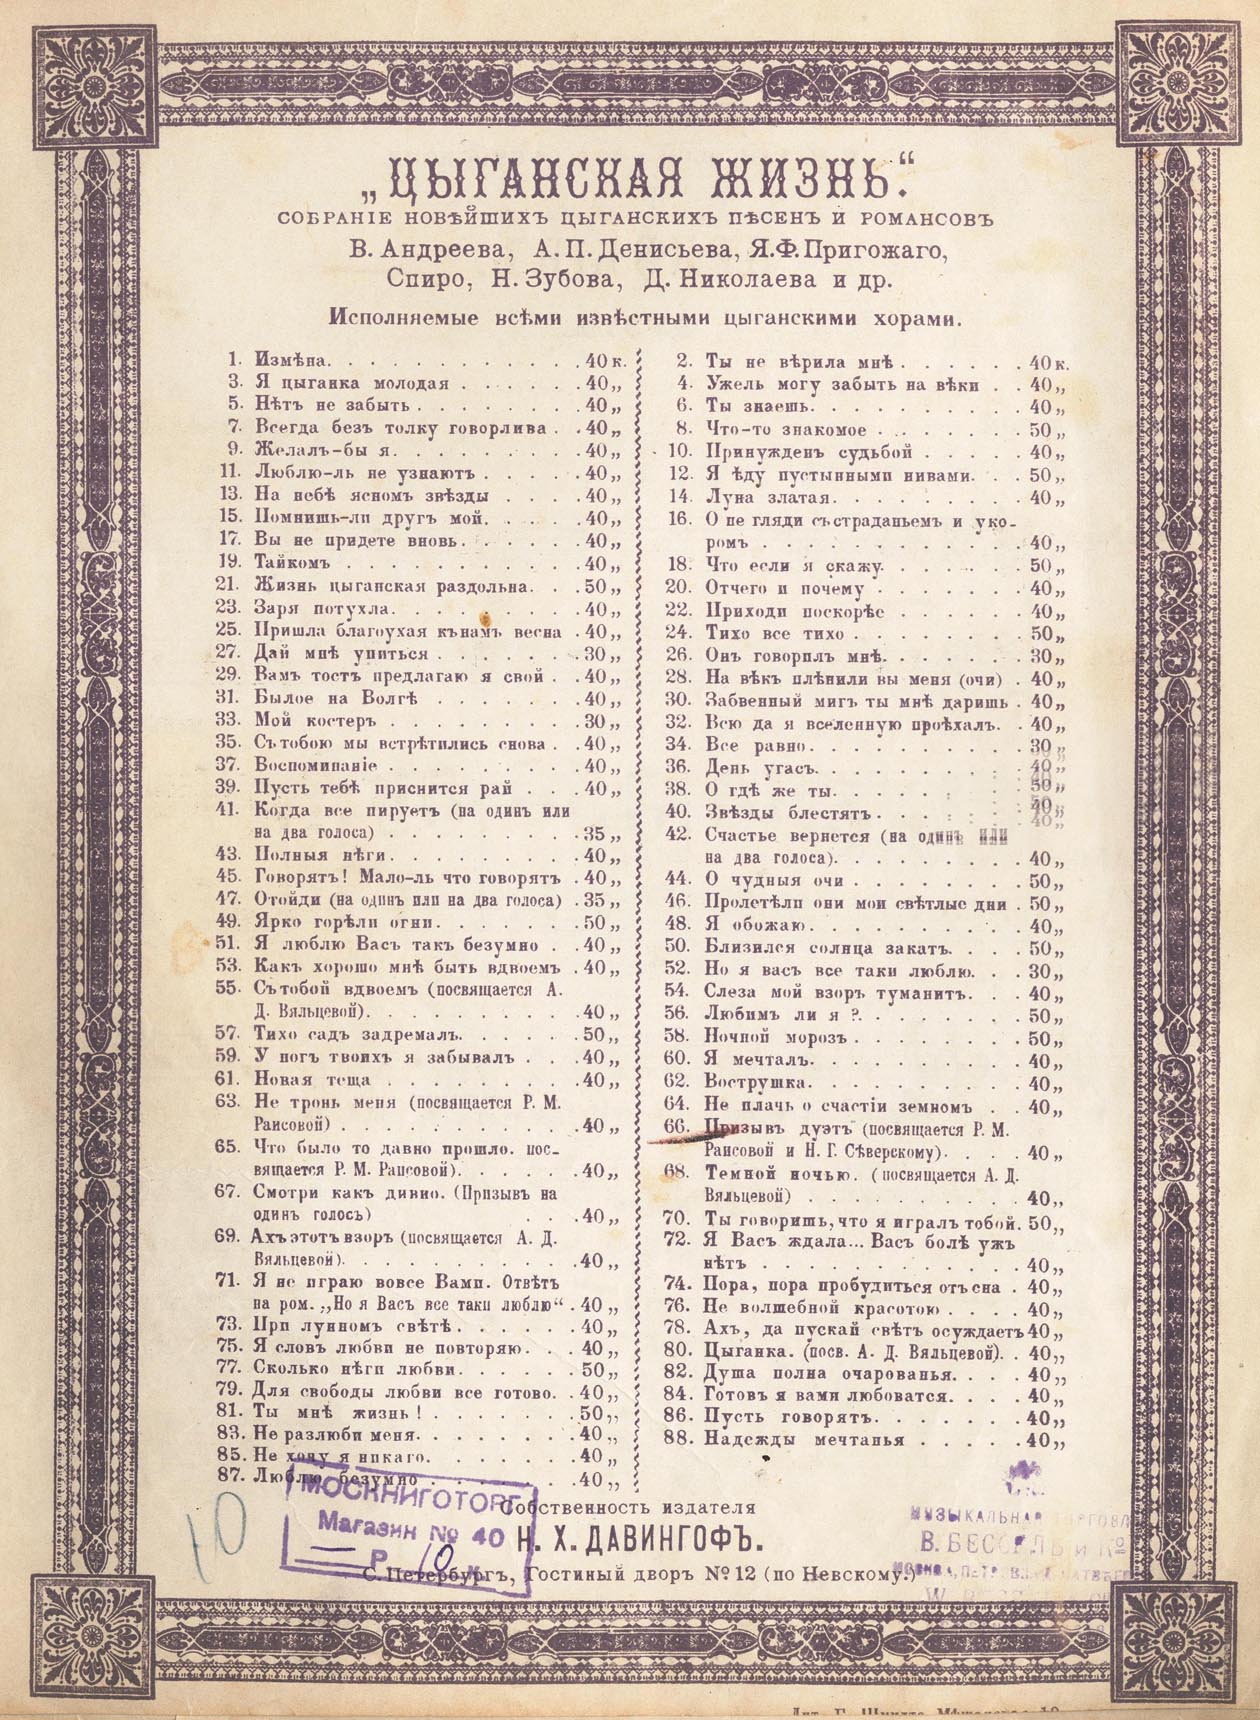 „ЦЫГАНСКАЯ ЖИЗНЬ.“
СОБРАНІЕ НОВѢЙШИХЪ ЦЫГАНСКИХЪ ПѢСЕНЪ И РОМАНСОВЪ
В. Андреева, А. П. Денисьева, Я. Ф. Пригожаго,
Спиро, Н. Зубова, Д. Николаева и др.
Исполняемые всѣми извѣстными цыганскими хорами.
1. Измѣна. 40 к.
3. Я цыганка молодая 40 „
5. Нѣтъ не забыть 40 „
7. Всегда безъ толку говорлива 40 „
9. Желалъ-бы я 40 „
11. Люблю-ль не узнаютъ 40 „
13. На небѣ ясномъ звѣзды 40 „
15. Помнишь-ли другъ мой. 40 „
17. Вы не придете вновь. 40 „
19. Тайкомъ 40 „
21. Жизнь цыганская раздольна. 50 „
23. Заря потухла. 40 „
25. Пришла благоухая къ намъ весна 40 „
27. Дай мнѣ упиться 30 „
29. Вамъ тостъ предлагаю я свой 40 „
31. Былое на Волгѣ 40 „
33. Мой костеръ 30 „
35. Съ тобою мы встрѣтились снова 40 „
37. Воспоминаніе 40 „
39. Пусть тебѣ приснится рай 40 „
41. Когда все пируетъ (на одинъ или
на два голоса) 35 „
43. Полныя нѣги 40 „
45. Говорятъ! Мало-ль что говорятъ 40 „
47. Отойди (на одинъ или на два голоса) 35 „
49. Ярко горѣли огни. 50 „
51. Я люблю Васъ такъ безумно 40 „
53. Какъ хорошо мнѣ быть вдвоемъ 40 „
55. Съ тобой вдвоемъ (посвящается А.
Д. Вяльцевой). 40 „
57. Тихо садъ задремалъ. 50 „
59. У ногъ твоихъ я забывалъ 40 „
61. Новая теща 40 „
63. Не тронь меня (посвящается Р. М.
Раисовой) 40 „
65. Что было то давно прошло. пос-
вящается Р. М. Раисовой). 40 „
67. Смотри какъ дивно. (Призывъ на
одинъ голосъ) 40 „
69. Ахъ этотъ взоръ (посвящается А. Д.
Вяльцевой). 40 „
71. Я не играю вовсе Вами. Отвѣтъ
на ром. „Но я Васъ все таки люблю“ 40 „
73. При лунномъ свѣтѣ 40 „
75. Я словъ любви не повторяю. 40 „
77. Сколько нѣги любви. 50 „
79. Для свободы любви все готово. 40 „
81. Ты мнѣ жизнь! 50 „
83. Не разлюби меня. 40 „
85. Не хочу я никаго. 40 „
87. Люблю безумно 40 „
2. Ты не вѣрила мнѣ 40 к.
4. Ужель могу забыть на вѣки 40 „
6. Ты знаешь. 40 „
8. Что-то знакомое 50 „
10. Принужденъ судьбой 40 „
12. Я ѣду пустынными нивами. 50 „
14. Луна златая. 40 „
16. О не гляди съ страданьемъ и уко-
ромъ 40 „
18. Что если я скажу. 50 „
20. Отчего и почему 40 „
22. Приходи поскорѣе 40 „
24. Тихо все тихо 50 „
26. Онъ говорилъ мнѣ. 30 „
28. На вѣкъ плѣнили вы меня (очи) 40 „
30. Забвенный мигъ ты мнѣ даришь 40 „
32. Всю да я вселенную проѣхалъ. 40 „
34. Все равно. 30 „
36. День угасъ. 40 „
38. О гдѣ же ты. 50 „
40. Звѣзды блестятъ. 40 „
42. Счастье вернется (на одинъ или
на два голоса). 40 „
44. О чудныя очи 50 „
46. Пролетѣли они мои свѣтлые дни 50 „
48. Я обожаю. 40 „
50. Близился солнца закатъ. 50 „
52. Но я васъ все таки люблю. 30 „
54. Слеза мой взоръ туманитъ. 40 „
56. Любимъ ли я ? 50 „
58. Ночной морозъ 50 „
60. Я мечталъ. 40 „
62. Вострушка. 40 „
64. Не плачь о счастіи земномъ 40 „
66. Призывъ дуэтъ (посвящается Р. М.
Раисовой и Н. Г. Сѣверскому). 40 „
68. Темной ночью. (посвящается А. Д.
Вяльцевой) 40 „
70. Ты говоришь, что я игралъ тобой. 50 „
72. Я Васъ ждала... Васъ болѣ ужъ
нѣтъ 40 „
74. Пора, пора пробудиться отъ сна 40 „
76. Не волшебной красотою 40 „
78. Ахъ, да пускай свѣтъ осуждаетъ 40 „
80. Цыганка. (посв. А. Д. Вяльцевой). 40 „
82. Душа полна очарованья. 40 „
84. Готовъ я вами любоватся. 40 „
86. Пусть говорятъ. 40 „
88. Надежды мечтанья 40 „
Собственность издателя
Н. Х. ДАВИНГОФЪ.
С. Петербургъ, Гостиный дворъ № 12 (по Невскому.)
МОСКНИГОТОРГ
Магазин № 40
Р. 10 к.
10
МУЗЫКАЛЬНАЯ ТОРГОВЛЯ
В. БЕССЕЛЬ и К°
МОСКВА, ПЕТРОВКА